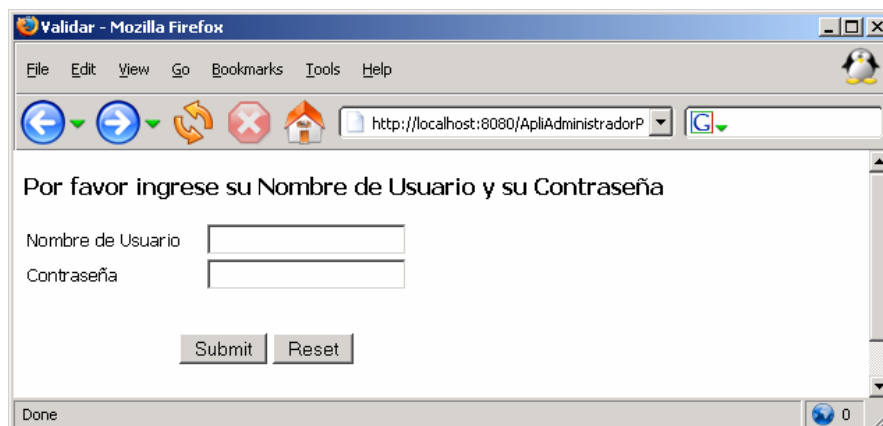 Validar - Mozilla Firefox
File Edit View Go Bookmarks Tools Help
http://localhost:8080/ApliAdministradorP G
Por favor ingrese su Nombre de Usuario y su Contraseña
Nombre de Usuario
Contraseña
Submit Reset
Done 0